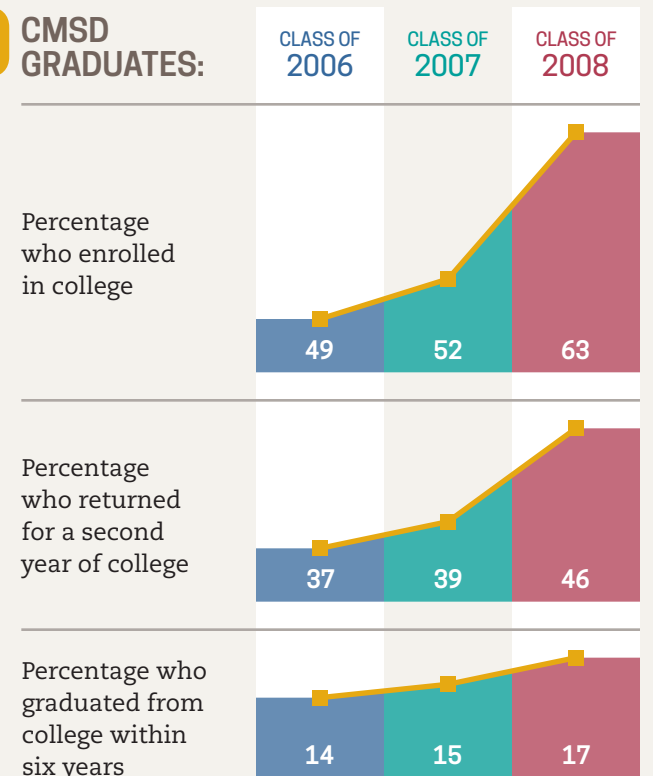 CMSD
GRADUATES:
CLASS OF
2006
CLASS OF
2007
CLASS OF
2008
Percentage
who enrolled
in college
49
52
63
Percentage
who returned
for a second
year of college
37
39
46
Percentage who
graduated from
college within
six years
14
15
17